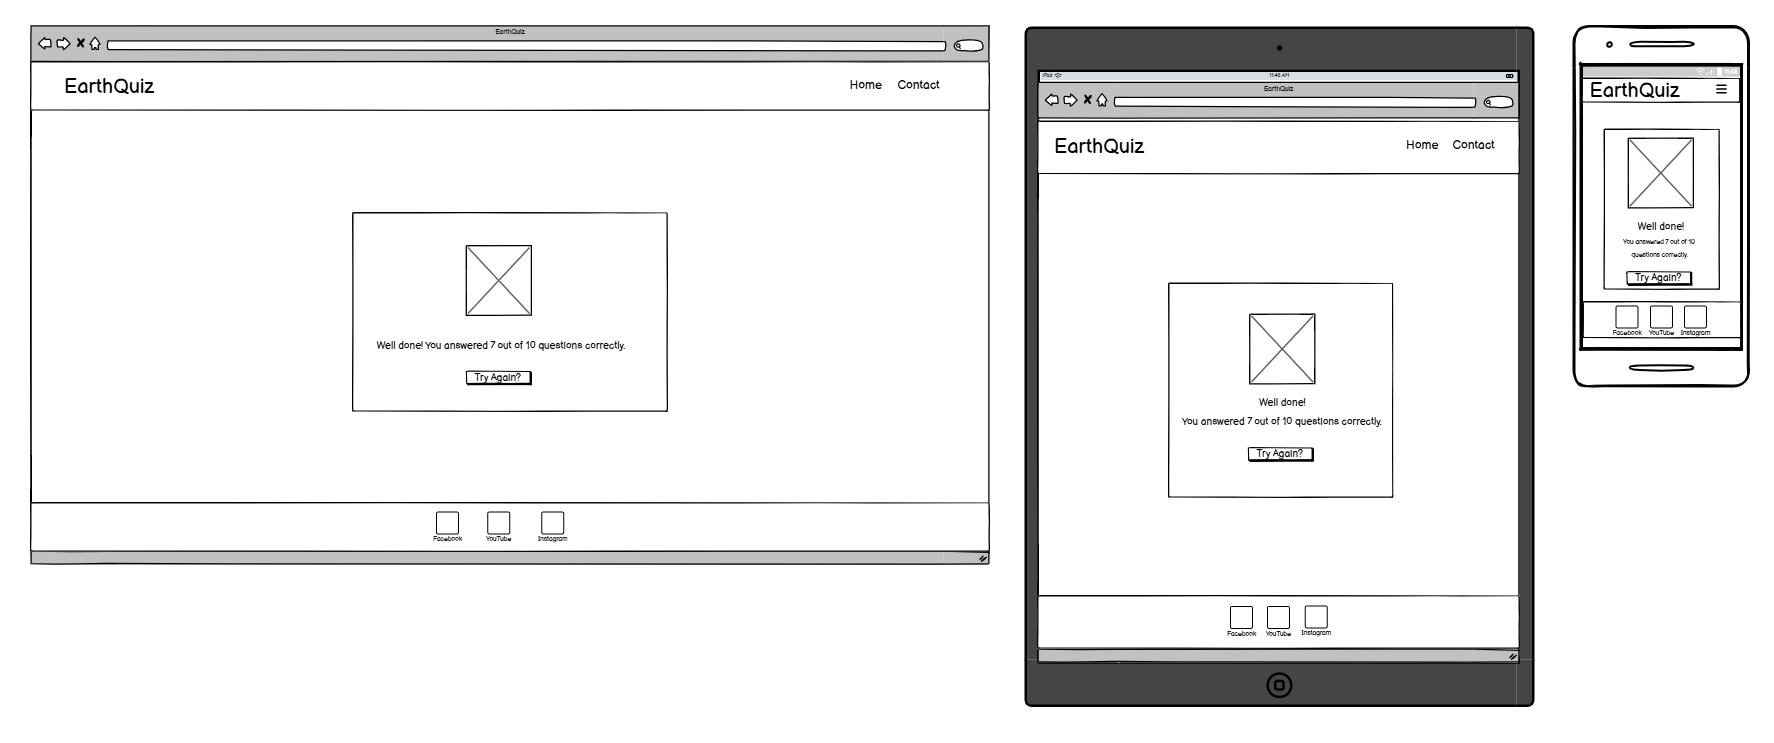 EarthQuiz
EarthQuiz
Home Contact
Well done! You answered 7 out of 10 questions correctly.
Try Again?
Facebook YouTube Instagram
iPad 11:46 AM
EarthQuiz
EarthQuiz
Home Contact
Well done!
You answered 7 out of 10 questions correctly.
Try Again?
Facebook YouTube Instagram
EarthQuiz
Well done!
You answered 7 out of 10
questions correctly.
Try Again?
Facebook YouTube Instagram